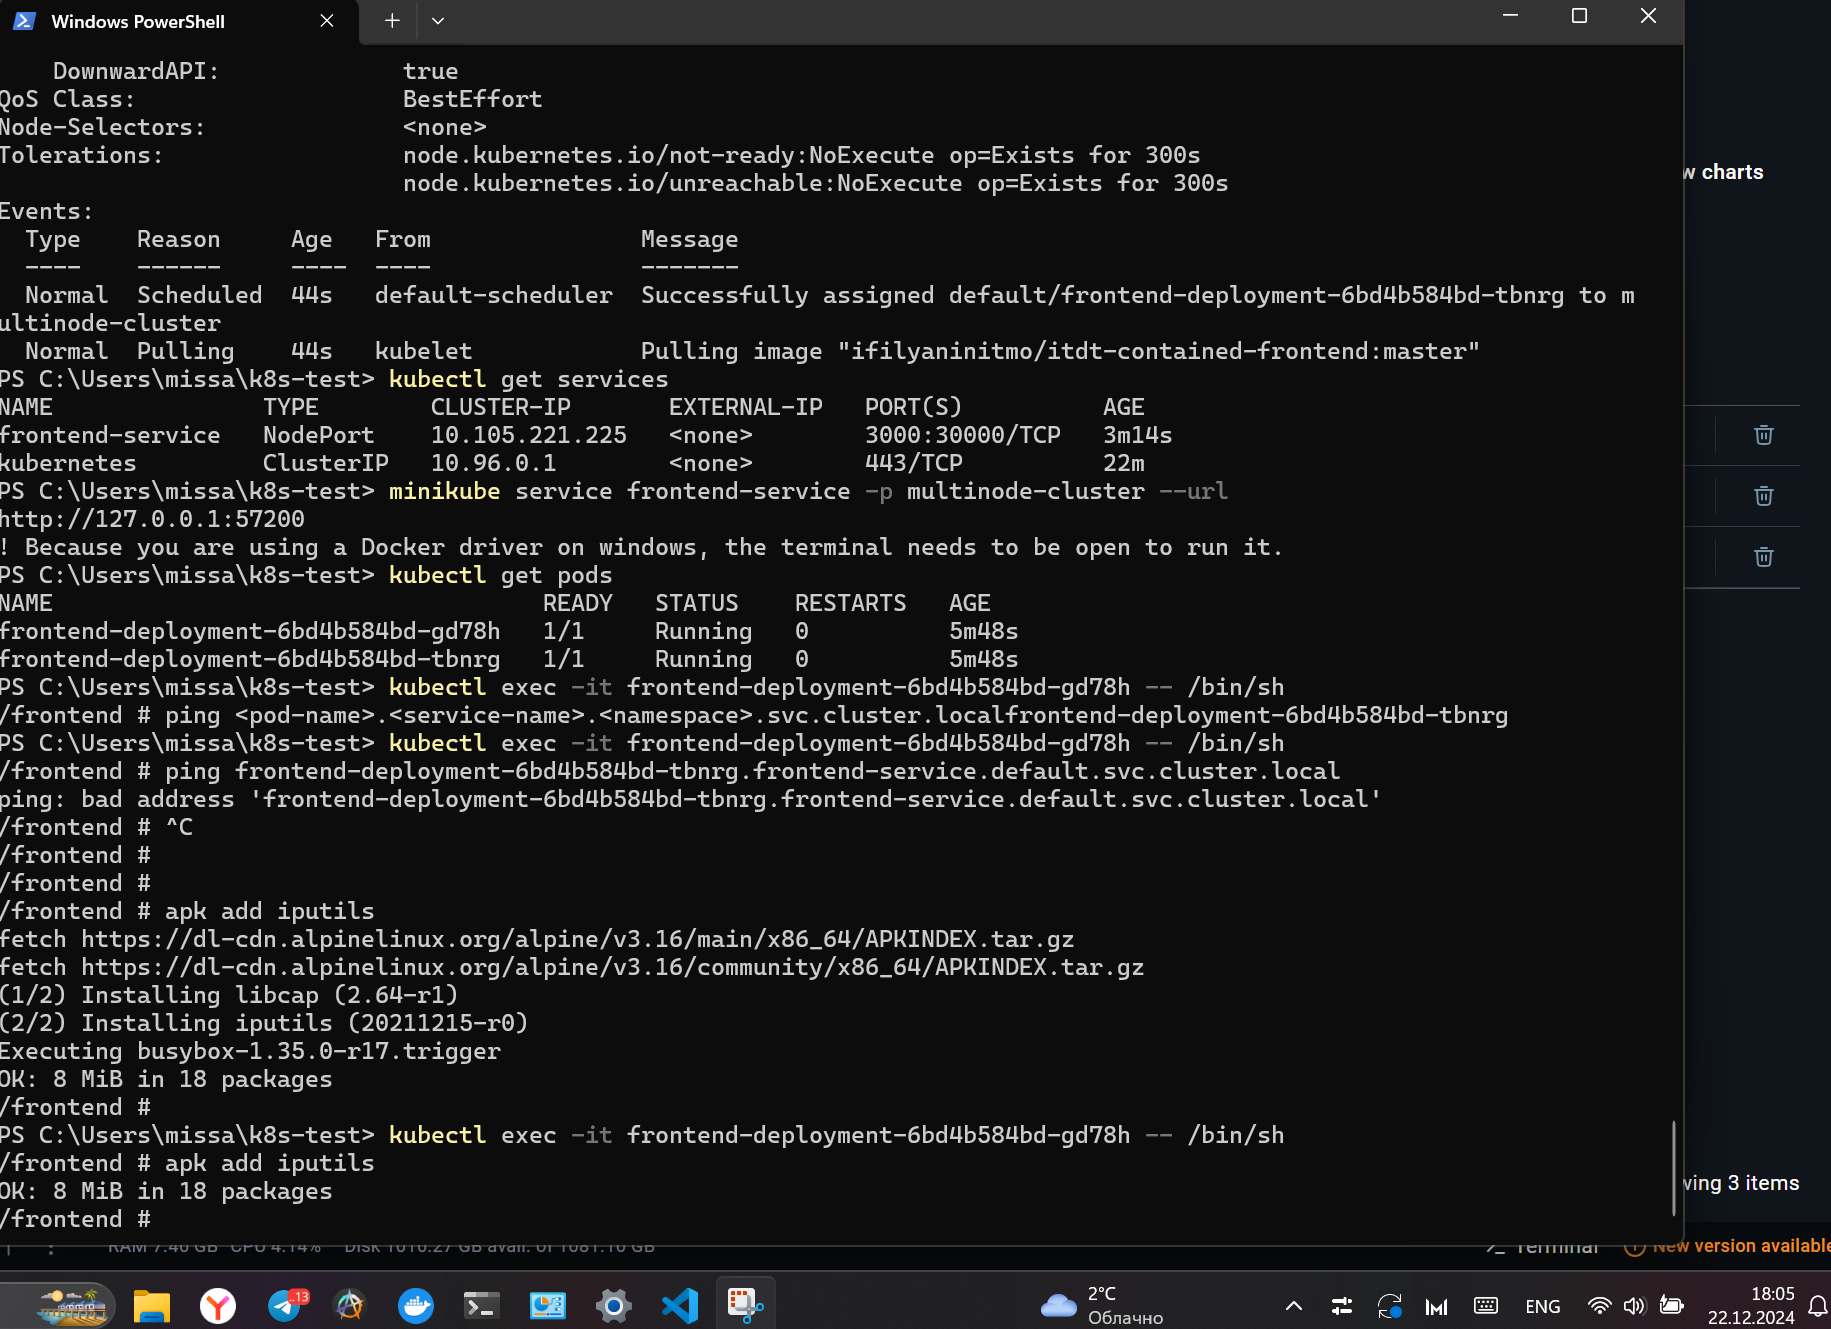 Windows PowerShell
DownwardAPI: true
QoS Class: BestEffort
Node-Selectors: <none>
Tolerations: node.kubernetes.io/not-ready:NoExecute op=Exists for 300s
node.kubernetes.io/unreachable:NoExecute op=Exists for 300s
Events:
Type Reason Age From Message
---- ------ ---- ---- -------
Normal Scheduled 44s default-scheduler Successfully assigned default/frontend-deployment-6bd4b584bd-tbnrg to m
ultinode-cluster
Normal Pulling 44s kubelet Pulling image "ifilyaninitmo/itdt-contained-frontend:master"
PS C:\Users\missa\k8s-test> kubectl get services
NAME TYPE CLUSTER-IP EXTERNAL-IP PORT(S) AGE
frontend-service NodePort 10.105.221.225 <none> 3000:30000/TCP 3m14s
kubernetes ClusterIP 10.96.0.1 <none> 443/TCP 22m
PS C:\Users\missa\k8s-test> minikube service frontend-service -p multinode-cluster --url
http://127.0.0.1:57200
! Because you are using a Docker driver on windows, the terminal needs to be open to run it.
PS C:\Users\missa\k8s-test> kubectl get pods
NAME READY STATUS RESTARTS AGE
frontend-deployment-6bd4b584bd-gd78h 1/1 Running 0 5m48s
frontend-deployment-6bd4b584bd-tbnrg 1/1 Running 0 5m48s
PS C:\Users\missa\k8s-test> kubectl exec -it frontend-deployment-6bd4b584bd-gd78h -- /bin/sh
/frontend # ping <pod-name>.<service-name>.<namespace>.svc.cluster.localfrontend-deployment-6bd4b584bd-tbnrg
PS C:\Users\missa\k8s-test> kubectl exec -it frontend-deployment-6bd4b584bd-gd78h -- /bin/sh
/frontend # ping frontend-deployment-6bd4b584bd-tbnrg.frontend-service.default.svc.cluster.local
ping: bad address 'frontend-deployment-6bd4b584bd-tbnrg.frontend-service.default.svc.cluster.local'
/frontend # ^C
/frontend #
/frontend #
/frontend # apk add iputils
fetch https://dl-cdn.alpinelinux.org/alpine/v3.16/main/x86_64/APKINDEX.tar.gz
fetch https://dl-cdn.alpinelinux.org/alpine/v3.16/community/x86_64/APKINDEX.tar.gz
(1/2) Installing libcap (2.64-r1)
(2/2) Installing iputils (20211215-r0)
Executing busybox-1.35.0-r17.trigger
OK: 8 MiB in 18 packages
/frontend #
PS C:\Users\missa\k8s-test> kubectl exec -it frontend-deployment-6bd4b584bd-gd78h -- /bin/sh
/frontend # apk add iputils
OK: 8 MiB in 18 packages
/frontend #
w charts
wing 3 items
RAM 7.46 GB CPU 4.14% Disk 1016.27 GB avail. of 1081.10 GB
Terminal New version available
..13
2°C
Облачно
ENG
18:05
22.12.2024